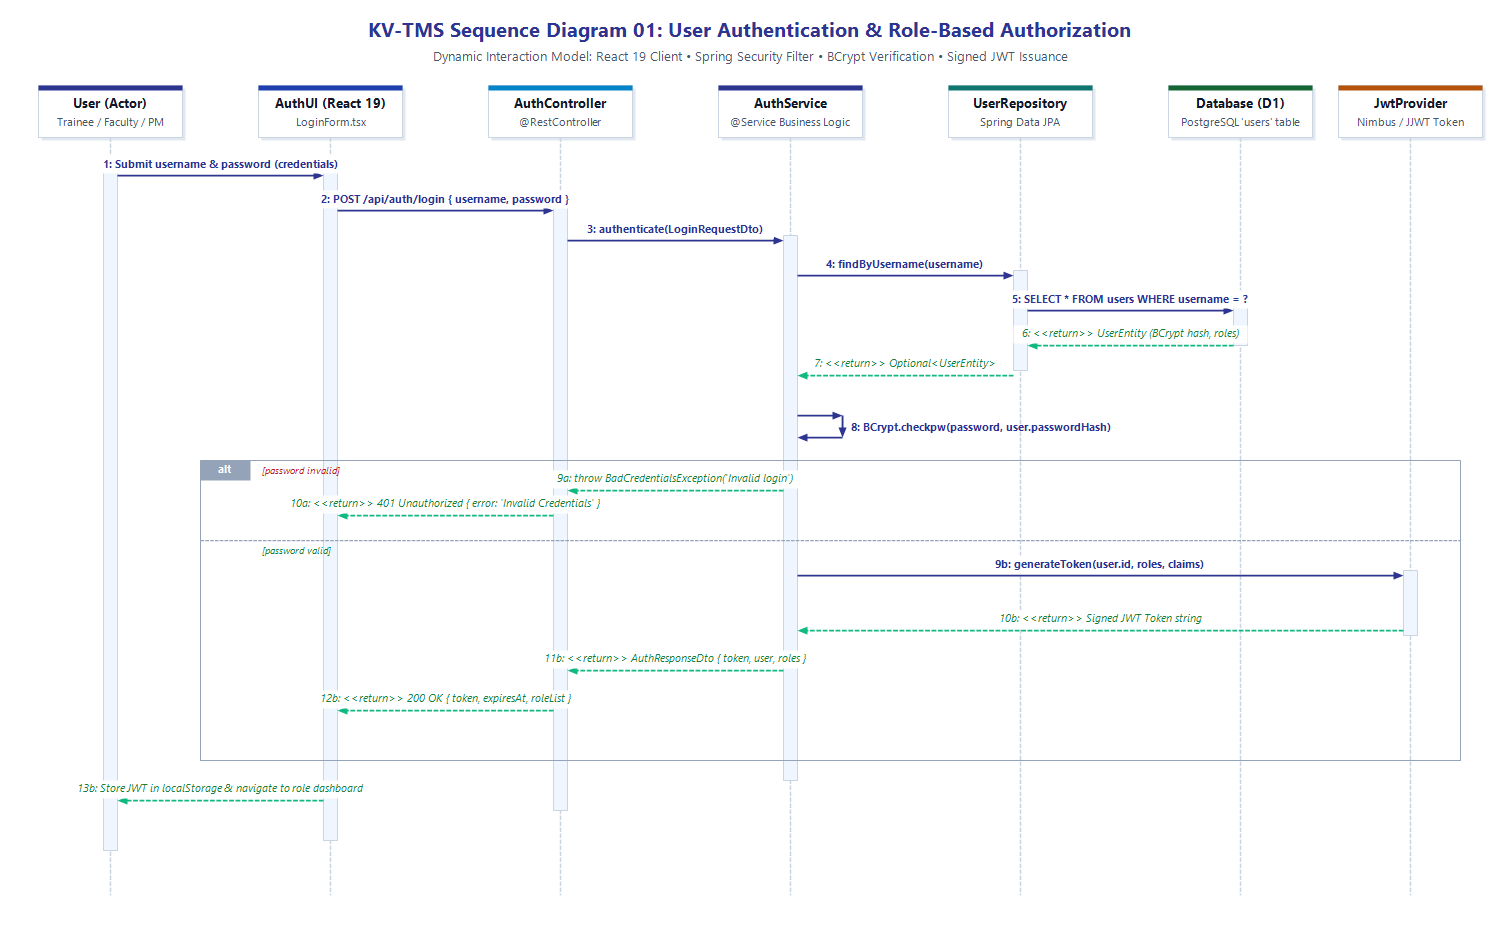 KV-TMS Sequence Diagram 01: User Authentication & Role-Based Authorization
Dynamic Interaction Model: React 19 Client • Spring Security Filter • BCrypt Verification • Signed JWT Issuance
User (Actor)
Trainee / Faculty / PM
AuthUI (React 19)
LoginForm.tsx
AuthController
@RestController
AuthService
@Service Business Logic
UserRepository
Spring Data JPA
Database (D1)
PostgreSQL 'users' table
JwtProvider
Nimbus / JJWT Token
1: Submit username & password (credentials)
2: POST /api/auth/login { username, password }
3: authenticate(LoginRequestDto)
4: findByUsername(username)
5: SELECT * FROM users WHERE username = ?
6: <<return>> UserEntity (BCrypt hash, roles)
7: <<return>> Optional<UserEntity>
8: BCrypt.checkpw(password, user.passwordHash)
alt
[password invalid]
9a: throw BadCredentialsException('Invalid login')
10a: <<return>> 401 Unauthorized { error: 'Invalid Credentials' }
[password valid]
9b: generateToken(user.id, roles, claims)
10b: <<return>> Signed JWT Token string
11b: <<return>> AuthResponseDto { token, user, roles }
12b: <<return>> 200 OK { token, expiresAt, roleList }
13b: Store JWT in localStorage & navigate to role dashboard